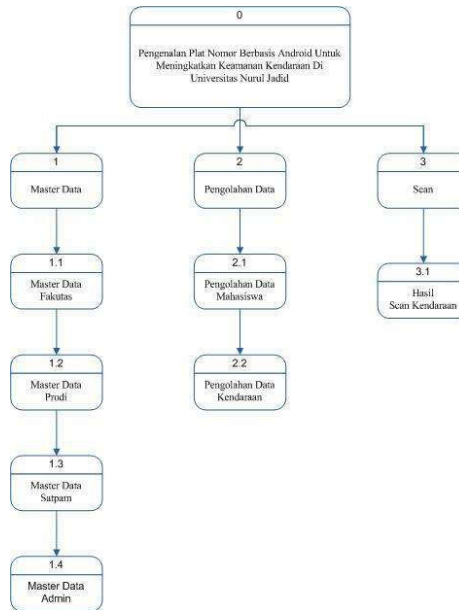 0
Pengenalan Plat Nomor Berbasis Android Untuk
Meningkatkan Keamanan Kendaraan Di
Universitas Nurul Jadid
1
Master Data
2
Pengolahan Data
3
Scan
1.1
Master Data
Fakutas
2.1
Pengolahan Data
Mahasiswa
3.1
Hasil
Scan Kendaraan
1.2
Master Data
Prodi
2.2
Pengolahan Data
Kendaraan
1.3
Master Data
Satpam
1.4
Master Data
Admin